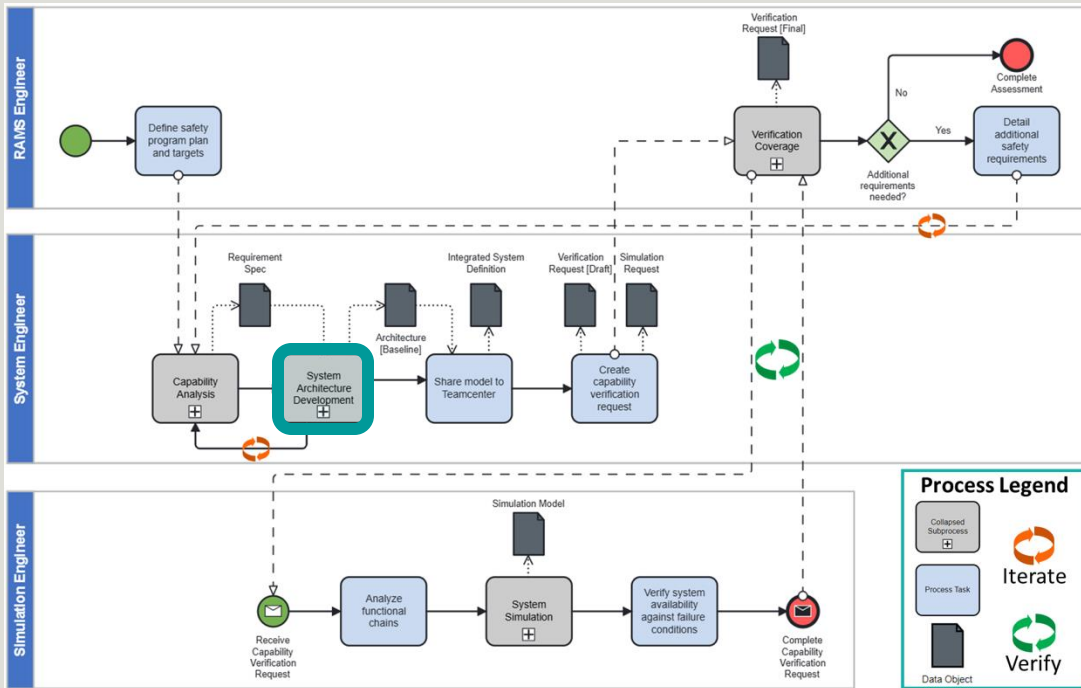 RAMS Engineer
Define safety
program plan
and targets
Verification
Request [Final]
Verification
Coverage
No
Complete
Assessment
Yes
Additional
requirements
needed?
Detail
additional
safety
requirements
System Engineer
Requirement
Spec
Capability
Analysis
System
Architecture
Development
Architecture
[Baseline]
Integrated System
Definition
Share model to
Teamcenter
Verification
Request [Draft]
Simulation
Request
Create
capability
verification
request
Simulation Engineer
Receive
Capability
Verification
Request
Analyze
functional
chains
Simulation Model
System
Simulation
Verify system
availability
against failure
conditions
Complete
Capability
Verification
Request
Process Legend
Collapsed
Subprocess
Iterate
Process Task
Verify
Data Object